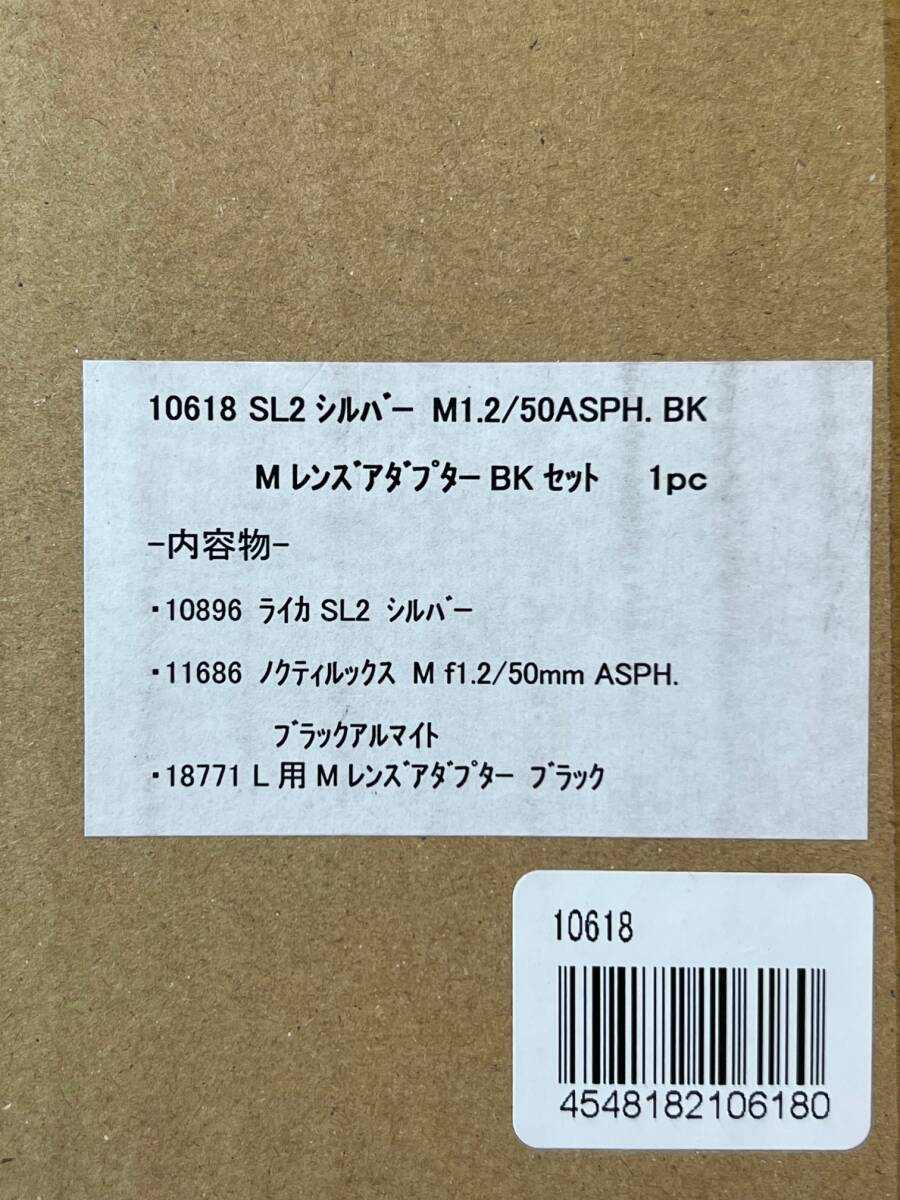 10618 SL2 ｼﾙﾊﾞｰ M1.2/50ASPH. BK
M ﾚﾝｽﾞｱﾀﾞﾌﾟﾀｰ BK ｾｯﾄ 1pc
-内容物-
・10896 ﾗｲｶ SL2 ｼﾙﾊﾞｰ
・11686 ﾉｸﾃｨﾙｯｸｽ M f1.2/50mm ASPH.
ﾌﾞﾗｯｸｱﾙﾏｲﾄ
・18771 L 用 M ﾚﾝｽﾞｱﾀﾞﾌﾟﾀｰ ﾌﾞﾗｯｸ
10618
4548182106180